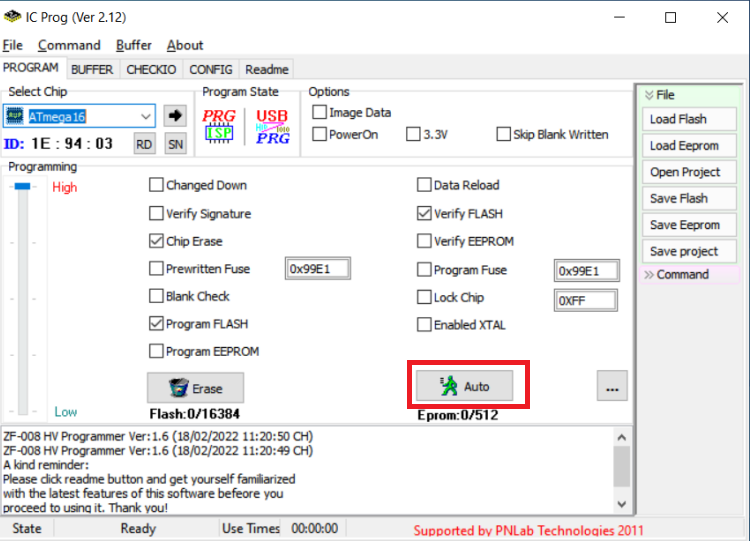 IC Prog (Ver 2.12)
File Command Buffer About
PROGRAM BUFFER CHECKIO CONFIG Readme
Select Chip
ATmega16
ID: 1E : 94 : 03 RD SN
Program State
PRG ISP
USB PRG
Options
Image Data
PowerOn 3.3V Skip Blank Written
Programming
High
Low
Changed Down
Verify Signature
Chip Erase
Prewritten Fuse 0x99E1
Blank Check
Program FLASH
Program EEPROM
Erase
Flash:0/16384
Data Reload
Verify FLASH
Verify EEPROM
Program Fuse 0x99E1
Lock Chip 0XFF
Enabled XTAL
Auto ...
Eprom:0/512
File
Load Flash
Load Eeprom
Open Project
Save Flash
Save Eeprom
Save project
Command
ZF-008 HV Programmer Ver:1.6 (18/02/2022 11:20:50 CH)
ZF-008 HV Programmer Ver:1.6 (18/02/2022 11:20:49 CH)
A kind reminder:
Please click readme button and get yourself familiarized
with the latest features of this software befeore you
proceed to using it. Thank you!
State Ready Use Times 00:00:00 Supported by PNLab Technologies 2011